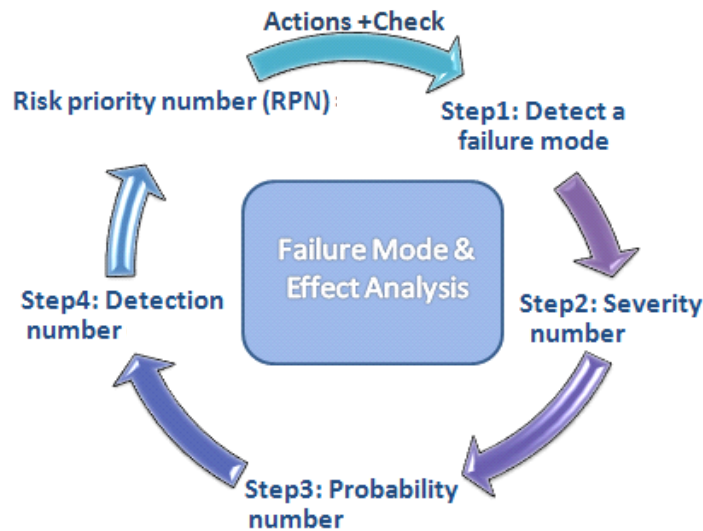 Actions +Check
Risk priority number (RPN) :
Step1: Detect a
failure mode
Failure Mode &
Effect Analysis
Step4: Detection
number
Step2: Severity
number
Step3: Probability
number